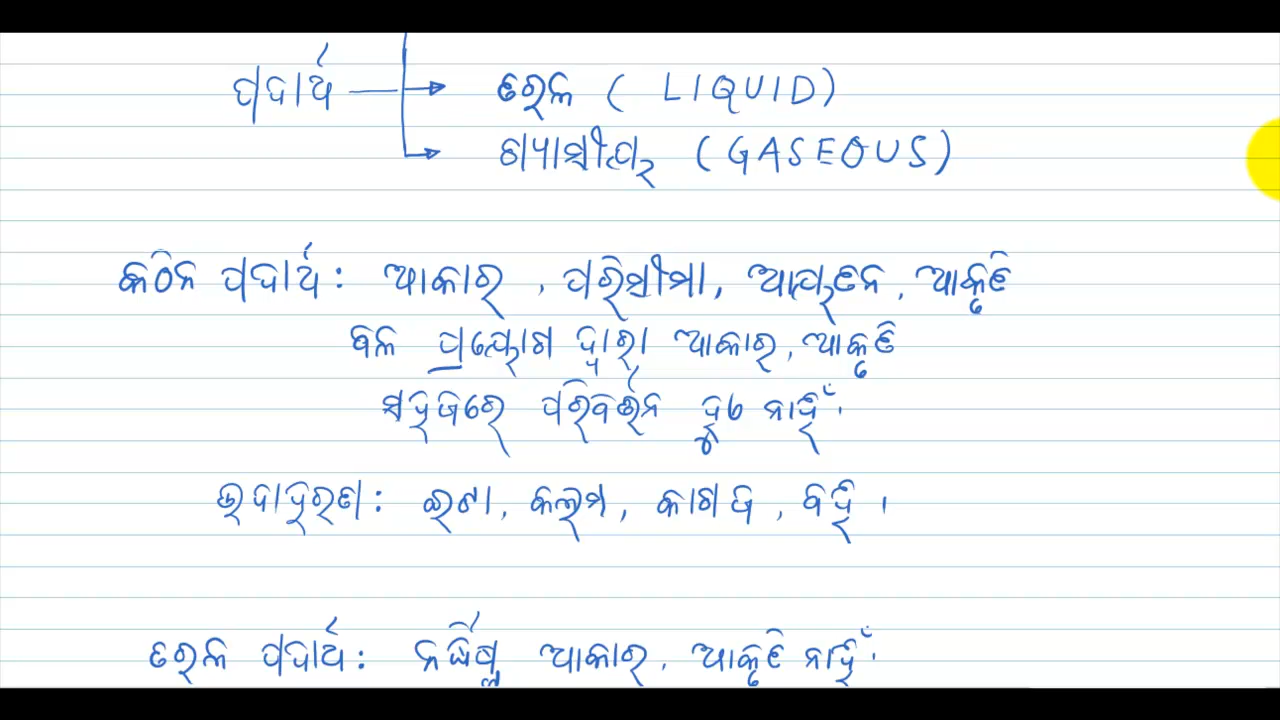 ପଦାର୍ଥ → ତରଳ ( LIQUID)
→ ଗ୍ୟାସୀୟ (GASEOUS)
କଠିନ ପଦାର୍ଥ : ଆକାର , ପରିସୀମା, ଆୟତନ, ଆକୃତି
ବଳ ପ୍ରୟୋଗ ଦ୍ୱାରା ଆକାର, ଆକୃତି
ସହଜରେ ପରିବର୍ତ୍ତନ ହୁଏ ନାହିଁ.
ଉଦାହରଣ : ଇଟା, କଲମ, କାଗଜ, ବହି ।
ତରଳ ପଦାର୍ଥ : ନିର୍ଦ୍ଦିଷ୍ଟ ଆକାର, ଆକୃତି ନାହିଁ.